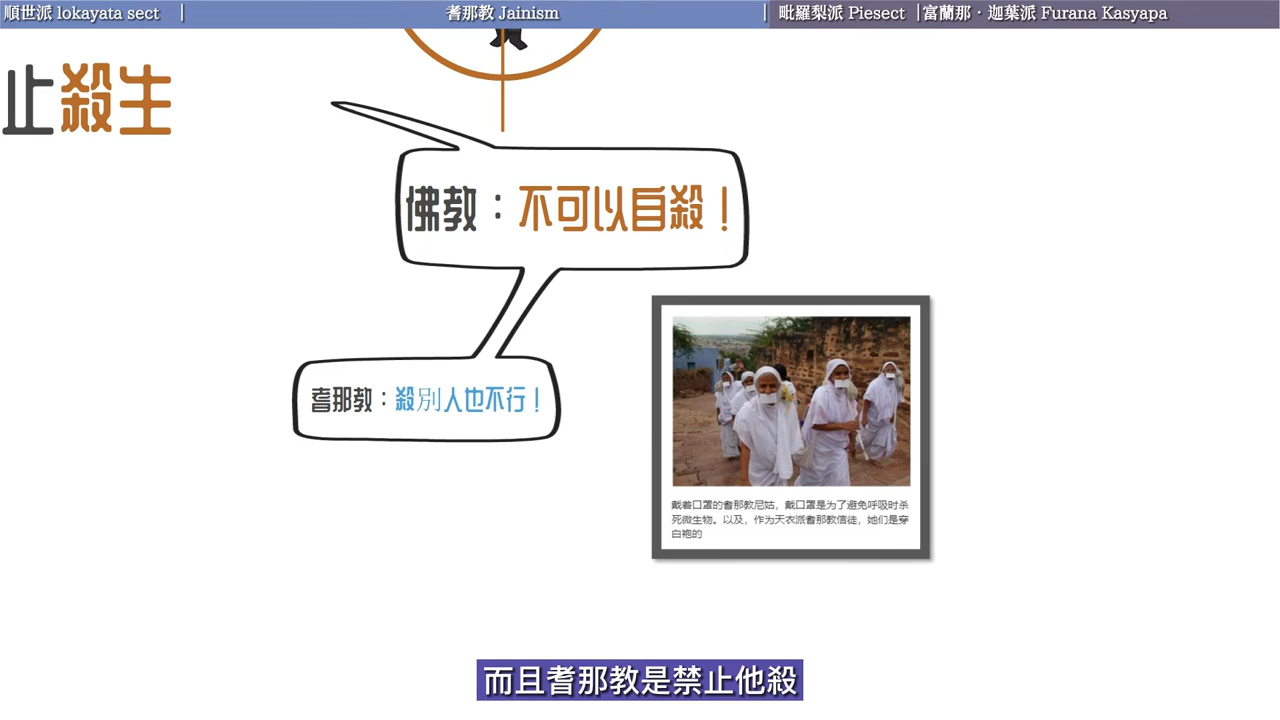 順世派 lokayata sect | 耆那教 Jainism | 毗羅梨派 Piesect | 富蘭那·迦葉派 Furana Kasyapa
止殺生
佛教：不可以自殺！
耆那教：殺別人也不行！
戴着口罩的耆那教尼姑，戴口罩是为了避免呼吸时杀
死微生物。以及，作为天衣派耆那教信徒，她们是穿
白袍的
而且耆那教是禁止他殺